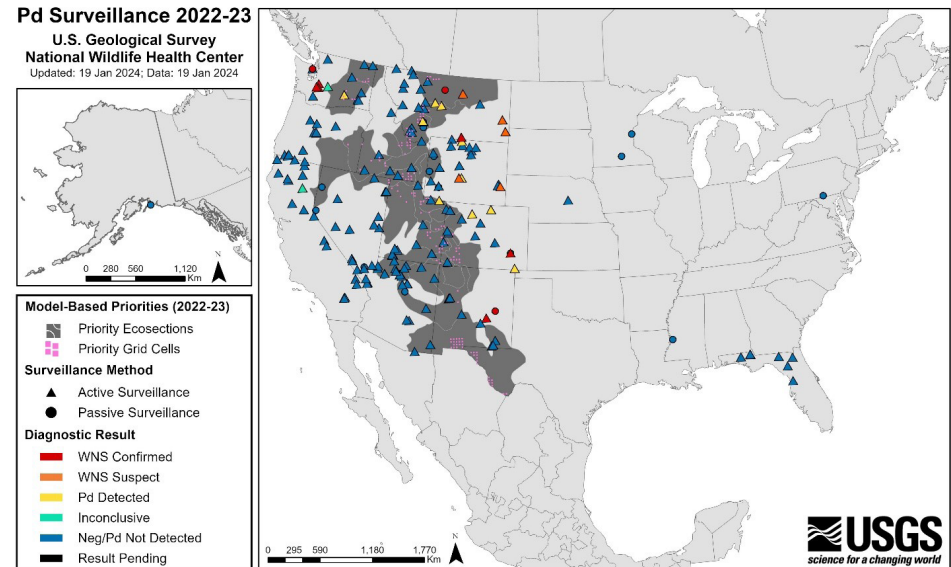 Pd Surveillance 2022-23
U.S. Geological Survey
National Wildlife Health Center
Updated: 19 Jan 2024; Data: 19 Jan 2024
0 280 560 1,120
Km
Model-Based Priorities (2022-23)
Priority Ecosections
Priority Grid Cells
Surveillance Method
Active Surveillance
Passive Surveillance
Diagnostic Result
WNS Confirmed
WNS Suspect
Pd Detected
Inconclusive
Neg/Pd Not Detected
Result Pending
N
N
0 295 590 1,180 1,770
Km
USGS
science for a changing world